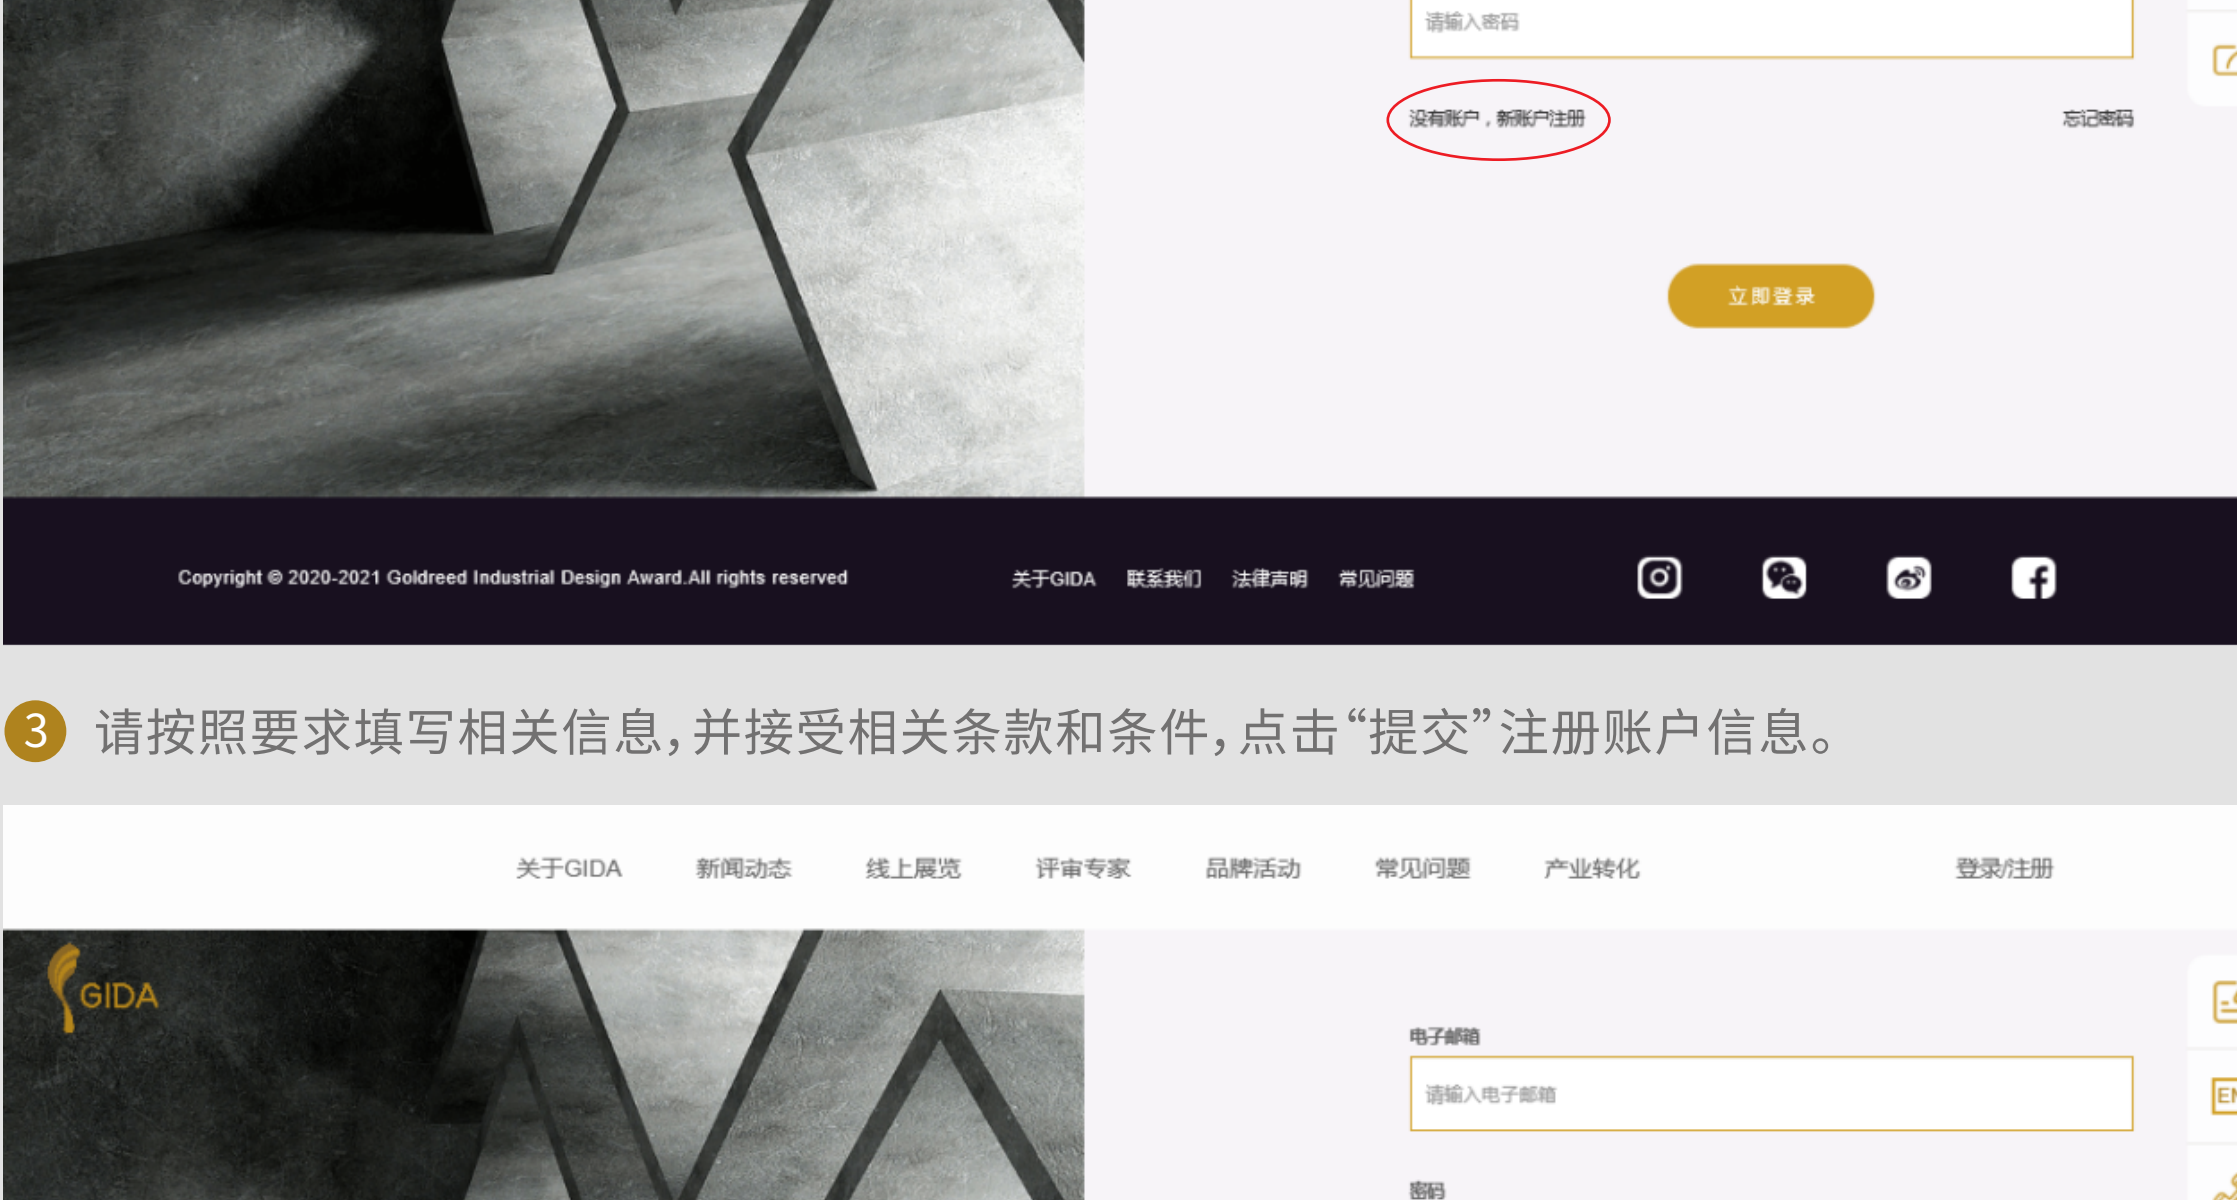 请输入密码
没有账户，新账户注册 忘记密码
立即登录
Copyright © 2020-2021 Goldreed Industrial Design Award.All rights reserved 关于GIDA 联系我们 法律声明 常见问题
3 请按照要求填写相关信息，并接受相关条款和条件，点击“提交”注册账户信息。
关于GIDA 新闻动态 线上展览 评审专家 品牌活动 常见问题 产业转化 登录/注册
GIDA
电子邮箱
请输入电子邮箱
密码